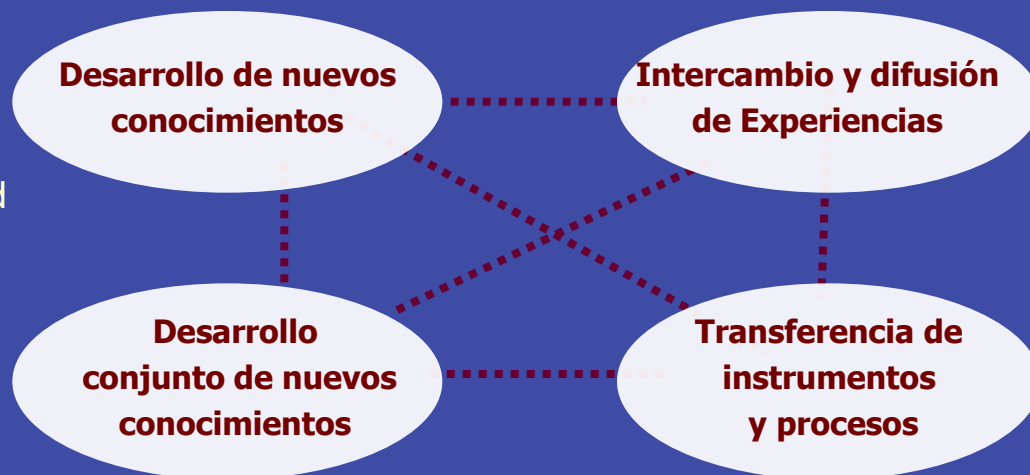 Desarrollo de nuevos
conocimientos
Intercambio y difusión
de Experiencias
d
Desarrollo
conjunto de nuevos
conocimientos
Transferencia de
instrumentos
y procesos